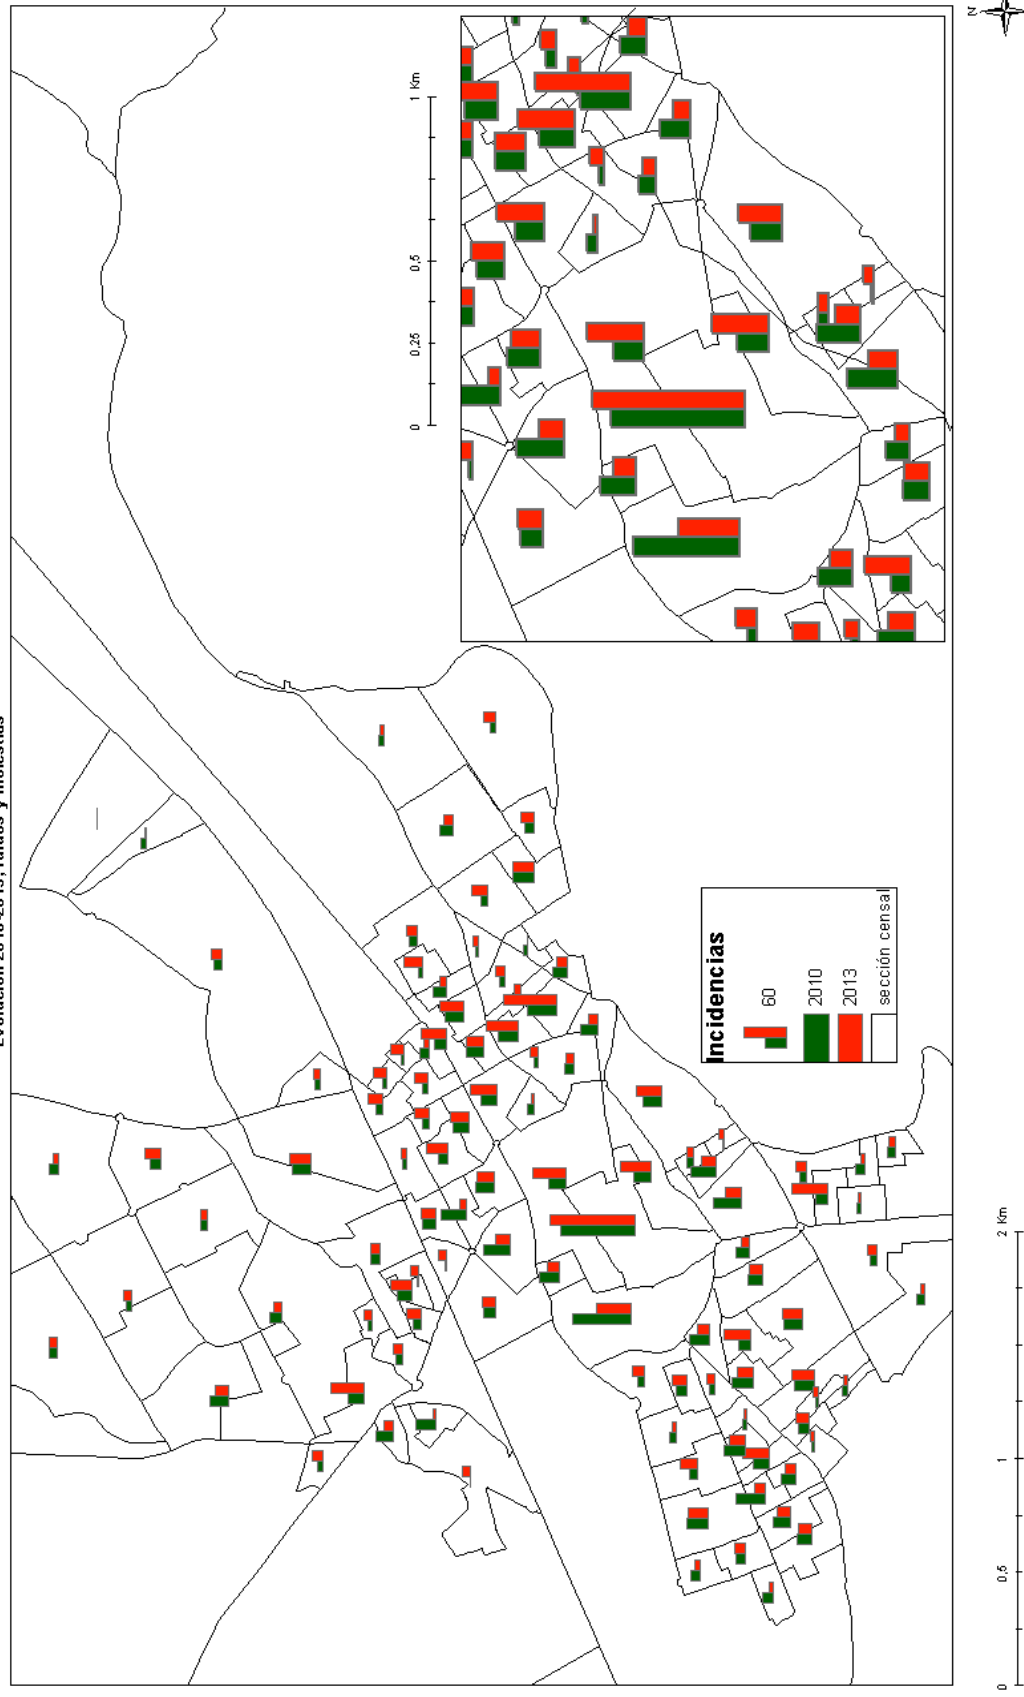 Evolución 2010-2013, ruidos y molestias
N
0 0,25 0,5 1 Km
Incidencias
60
2010
2013
sección censal
0 0,5 1 2 Km